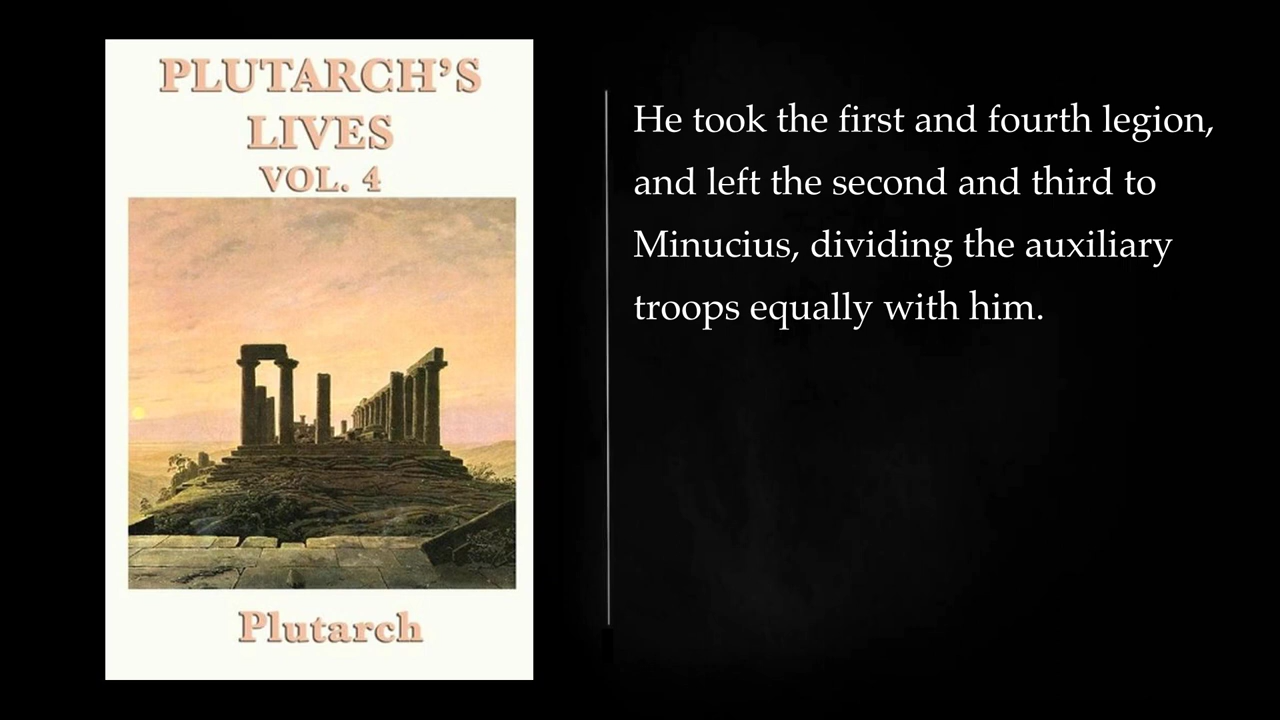 PLUTARCH'S
LIVES
VOL. 4
Plutarch
He took the first and fourth legion,
and left the second and third to
Minucius, dividing the auxiliary
troops equally with him.